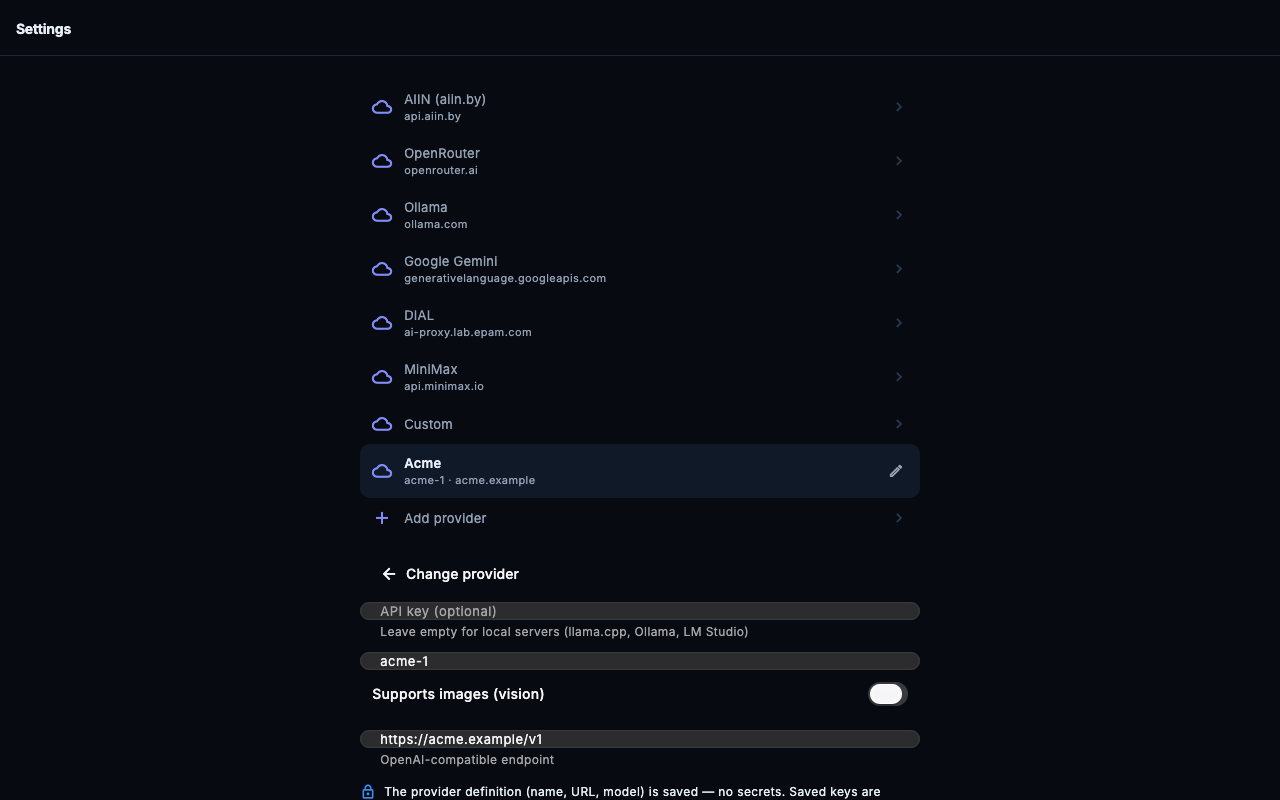 Settings
AIIN (aiin.by)
api.aiin.by
OpenRouter
openrouter.ai
Ollama
ollama.com
Google Gemini
generativelanguage.googleapis.com
DIAL
ai-proxy.lab.epam.com
MiniMax
api.minimax.io
Custom
Acme
acme-1 · acme.example
Add provider
Change provider
API key (optional)
Leave empty for local servers (llama.cpp, Ollama, LM Studio)
acme-1
Supports images (vision)
https://acme.example/v1
OpenAI-compatible endpoint
The provider definition (name, URL, model) is saved — no secrets. Saved keys are